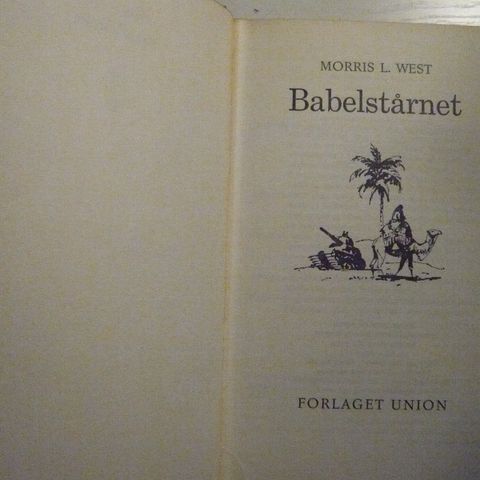 MORRIS L. WEST
Babelstårnet
FORLAGET UNION